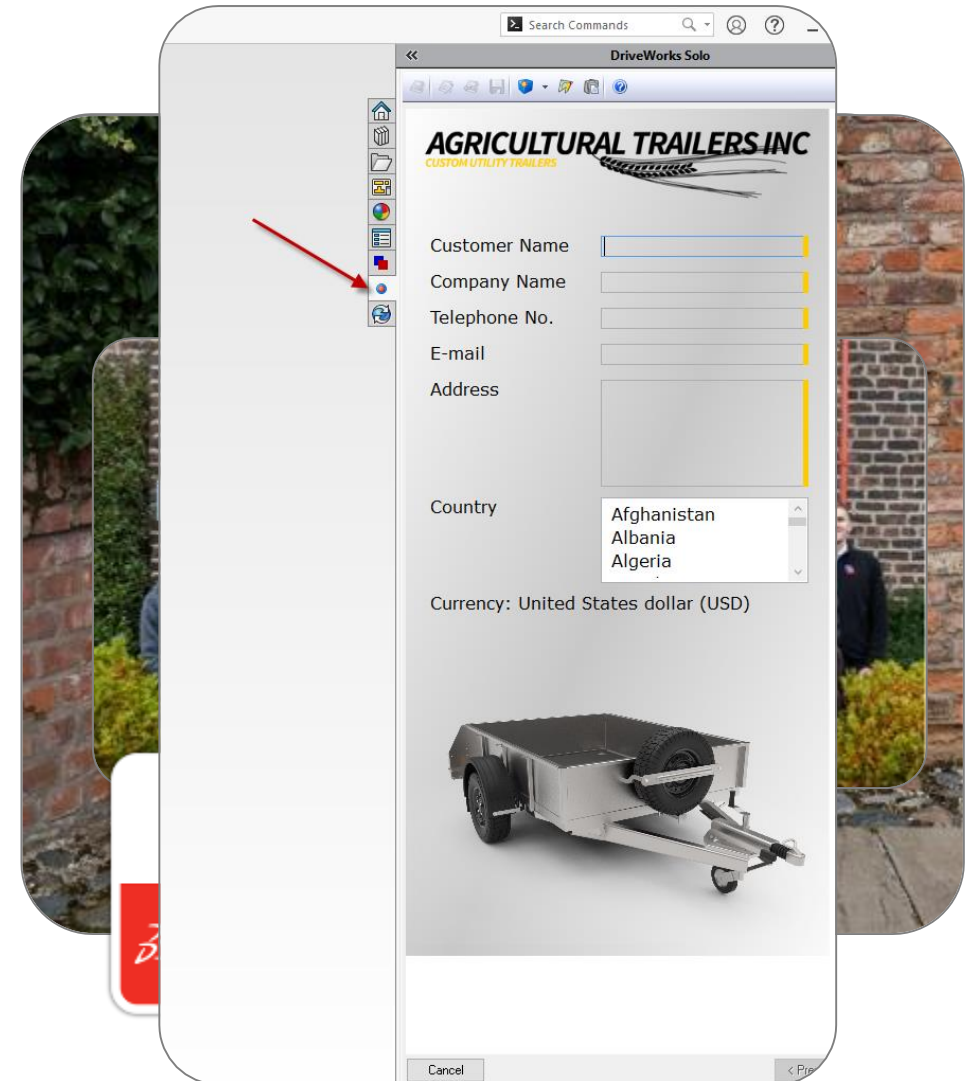 Search Commands
DriveWorks Solo
AGRICULTURAL TRAILERS INC
CUSTOM UTILITY TRAILERS
Customer Name
Company Name
Telephone No.
E-mail
Address
Country
Afghanistan
Albania
Algeria
Currency: United States dollar (USD)
Cancel